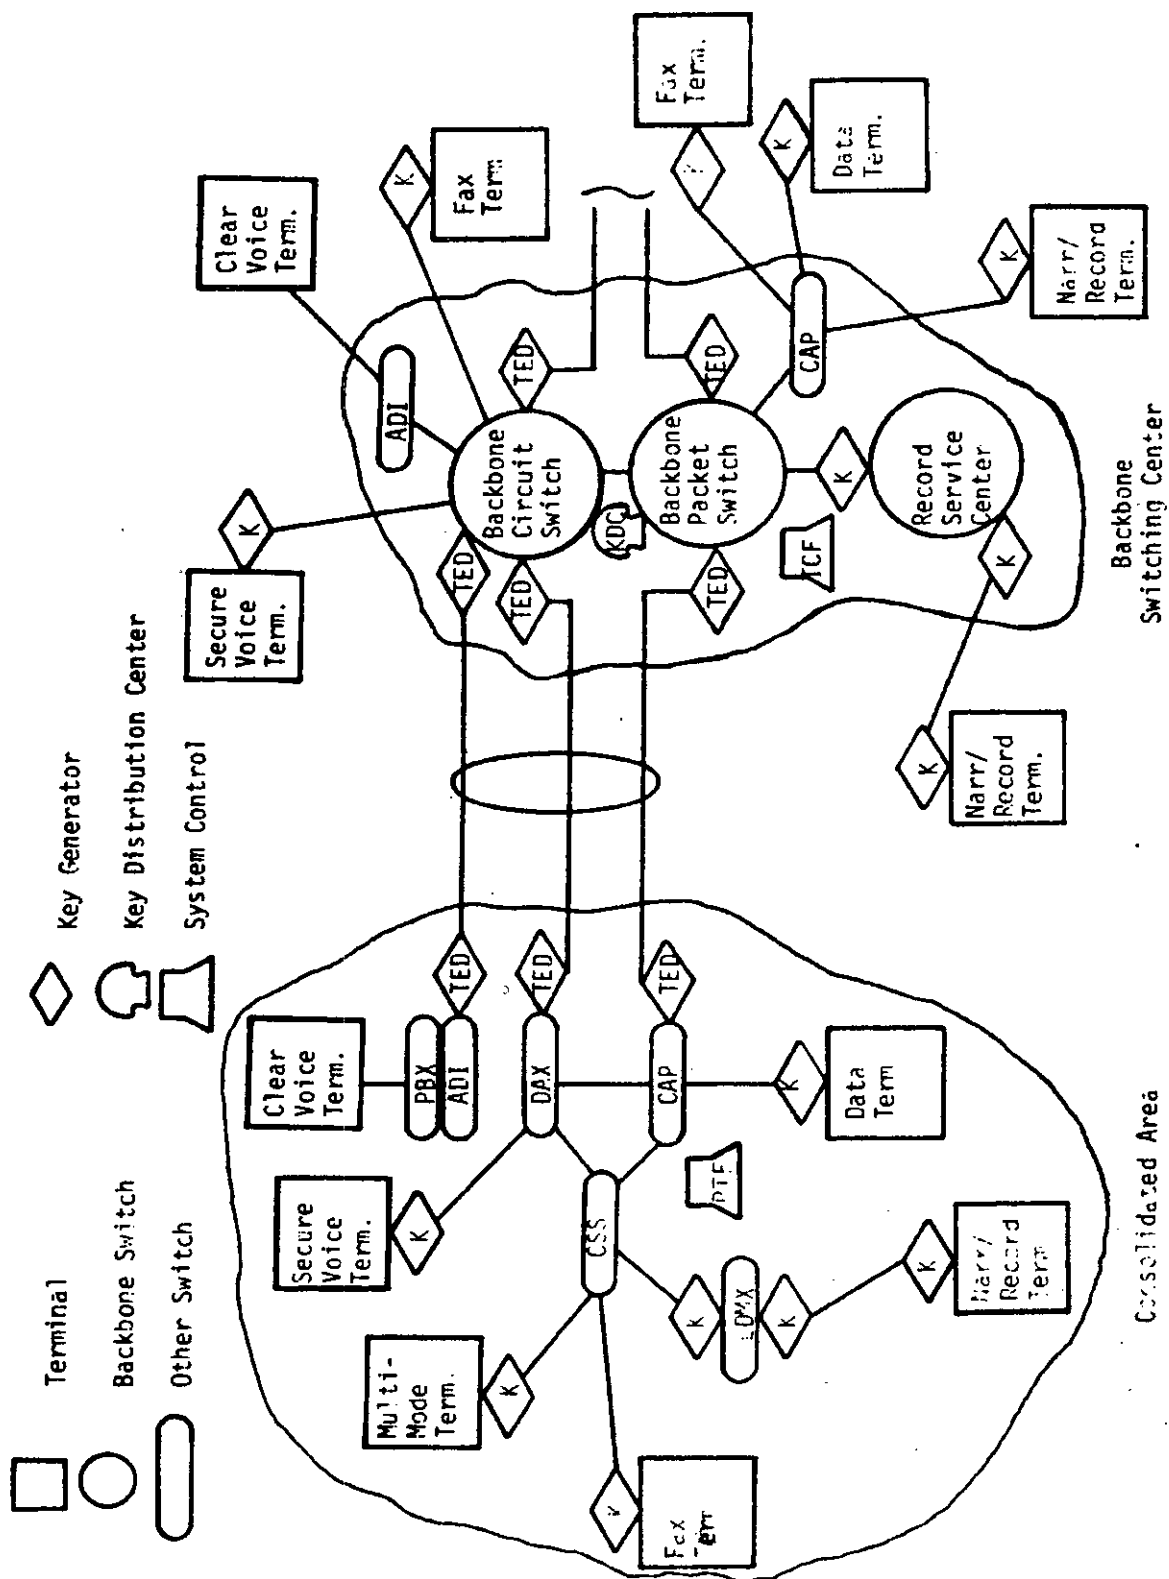 Terminal
Backbone Switch
Other Switch
Key Generator
Key Distribution Center
System Control
Clear
Voice
Term.
PBX
ADI
TED
Secure
Voice
Term.
K
DAX
TED
Multi-
Mode
Term.
K
CSS
CAP
TED
Fax
K
LDMX
K
K
Narr/
Record
Term
K
Data
Term
Consolidated Area
Secure
Voice
Term.
K
Clear
Voice
Term.
ADI
K
Fax
Term
TED
TED
TED
Backbone
Circuit
Switch
KDC
TED
TED
Backbone
Packet
Switch
Fax
Term.
K
Data
Term.
CAP
K
Narr/
Record
Term.
TCF
K
Record
Service
Center
K
K
Narr/
Record
Term.
Backbone
Switching Center